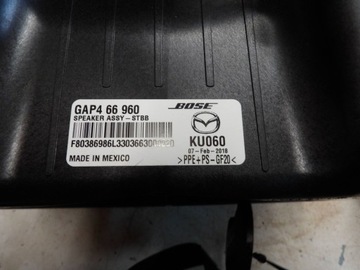 GAP4 66 960
SPEAKER ASSY-STBB
MADE IN MEXICO
BOSE
KU060
07-Feb-2018
>PPE+PS-GF20<